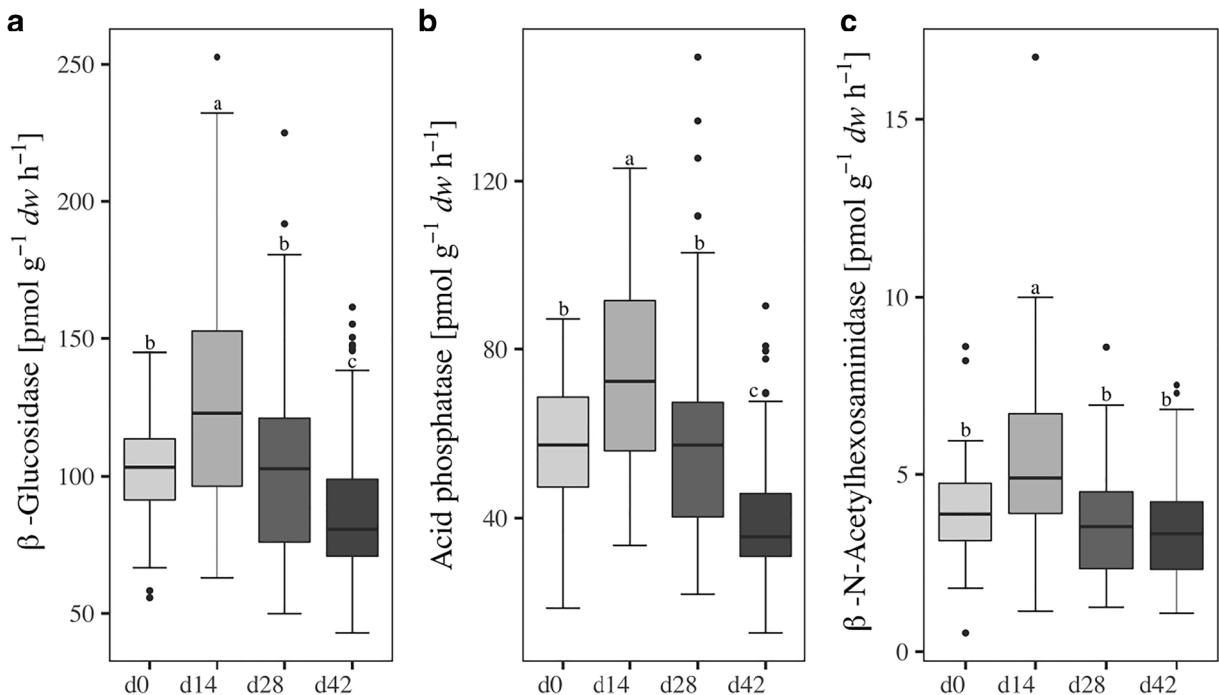 a
β -Glucosidase [pmol g⁻¹ dw h⁻¹]
250
200
150
100
50
b
a
b
c
d0 d14 d28 d42
b
Acid phosphatase [pmol g⁻¹ dw h⁻¹]
120
80
40
b
a
b
c
d0 d14 d28 d42
c
β -N-Acetylhexosaminidase [pmol g⁻¹ dw h⁻¹]
15
10
5
0
b
a
b
b
d0 d14 d28 d42